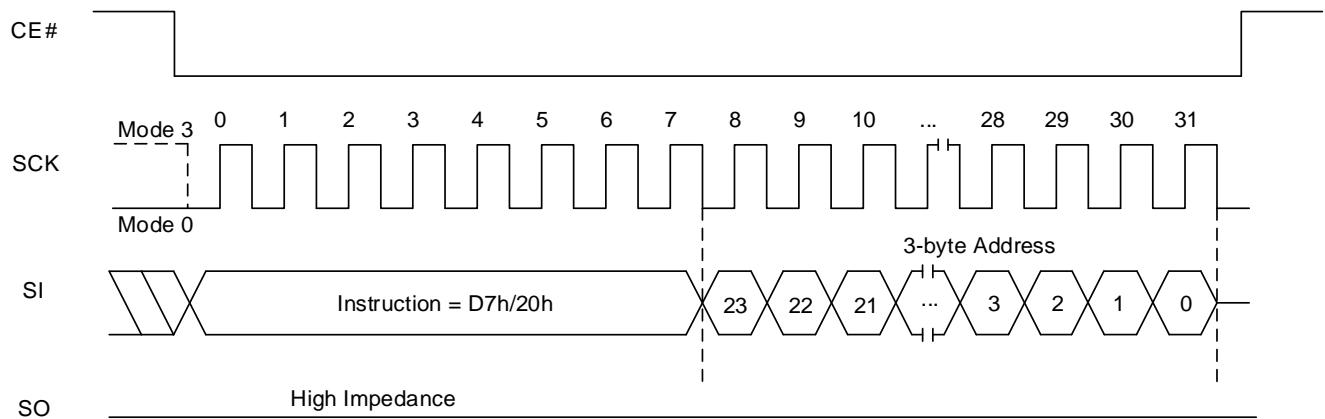 CE#
0 1 2 3 4 5 6 7 8 9 10 ... 28 29 30 31
Mode 3
SCK
Mode 0
3-byte Address
SI
Instruction = D7h/20h 23 22 21 ... 3 2 1 0
High Impedance
SO